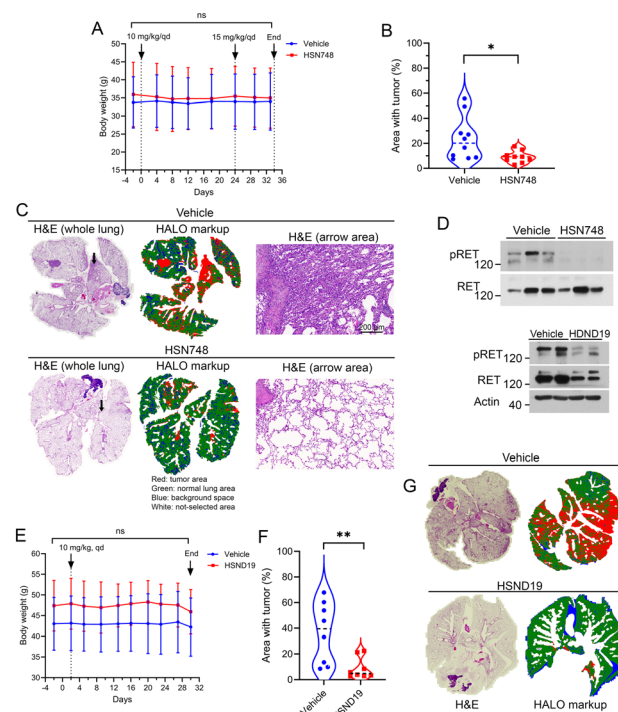 A
ns
10 mg/kg/qd
15 mg/kg/qd
End
Vehicle
HSN748
Body weight (g)
50
45
40
35
30
25
20
15
-4 0 4 8 12 16 20 24 28 32 36
Days
B
*
Area with tumor (%)
80
60
40
20
0
Vehicle
HSN748
C
Vehicle
H&E (whole lung)
HALO markup
H&E (arrow area)
200 µm
HSN748
H&E (whole lung)
HALO markup
H&E (arrow area)
Red: tumor area
Green: normal lung area
Blue: background space
White: not-selected area
D
Vehicle HSN748
pRET
120
RET
120
Vehicle HDND19
pRET
120
RET
120
Actin
40
E
ns
10 mg/kg, qd
End
Vehicle
HSND19
Body weight (g)
65
60
55
50
45
40
35
30
-4 0 4 8 12 16 20 24 28 32
Days
F
**
Area with tumor (%)
100
80
60
40
20
0
Vehicle
HSND19
G
Vehicle
HSND19
H&E
HALO markup